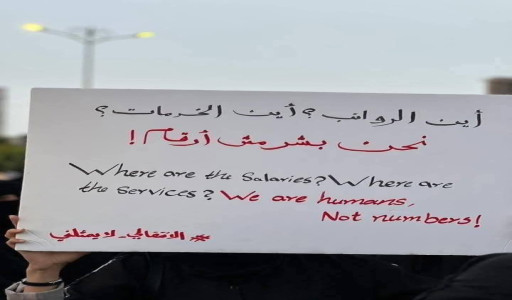 أين الرواتب؟ أين الخدمات؟
نحن بشر مش أرقام!
Where are the Salaries? Where are
the Services? We are humans,
Not numbers!
#الانتقالي_لا_يمثلني